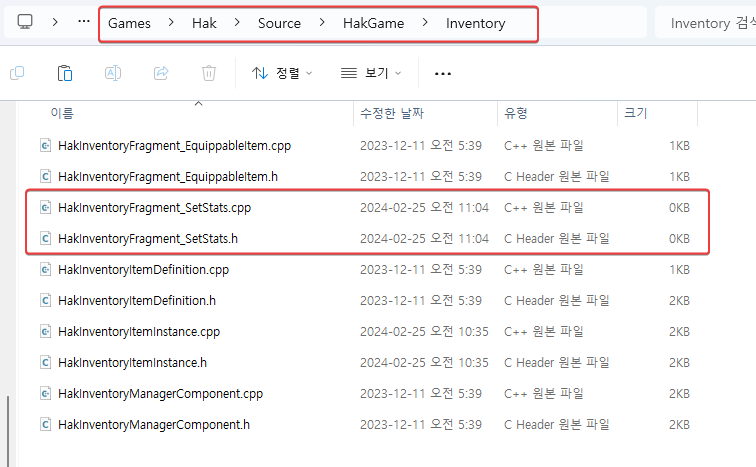 ··· Games > Hak > Source > HakGame > Inventory Inventory 검색
정렬 보기 ···
이름 수정한 날짜 유형 크기
HakInventoryFragment_EquippableItem.cpp 2023-12-11 오전 5:39 C++ 원본 파일 1KB
HakInventoryFragment_EquippableItem.h 2023-12-11 오전 5:39 C Header 원본 파일 1KB
HakInventoryFragment_SetStats.cpp 2024-02-25 오전 11:04 C++ 원본 파일 0KB
HakInventoryFragment_SetStats.h 2024-02-25 오전 11:04 C Header 원본 파일 0KB
HakInventoryItemDefinition.cpp 2023-12-11 오전 5:39 C++ 원본 파일 1KB
HakInventoryItemDefinition.h 2023-12-11 오전 5:39 C Header 원본 파일 2KB
HakInventoryItemInstance.cpp 2024-02-25 오전 10:35 C++ 원본 파일 2KB
HakInventoryItemInstance.h 2024-02-25 오전 10:35 C Header 원본 파일 2KB
HakInventoryManagerComponent.cpp 2023-12-11 오전 5:39 C++ 원본 파일 2KB
HakInventoryManagerComponent.h 2023-12-11 오전 5:39 C Header 원본 파일 2KB